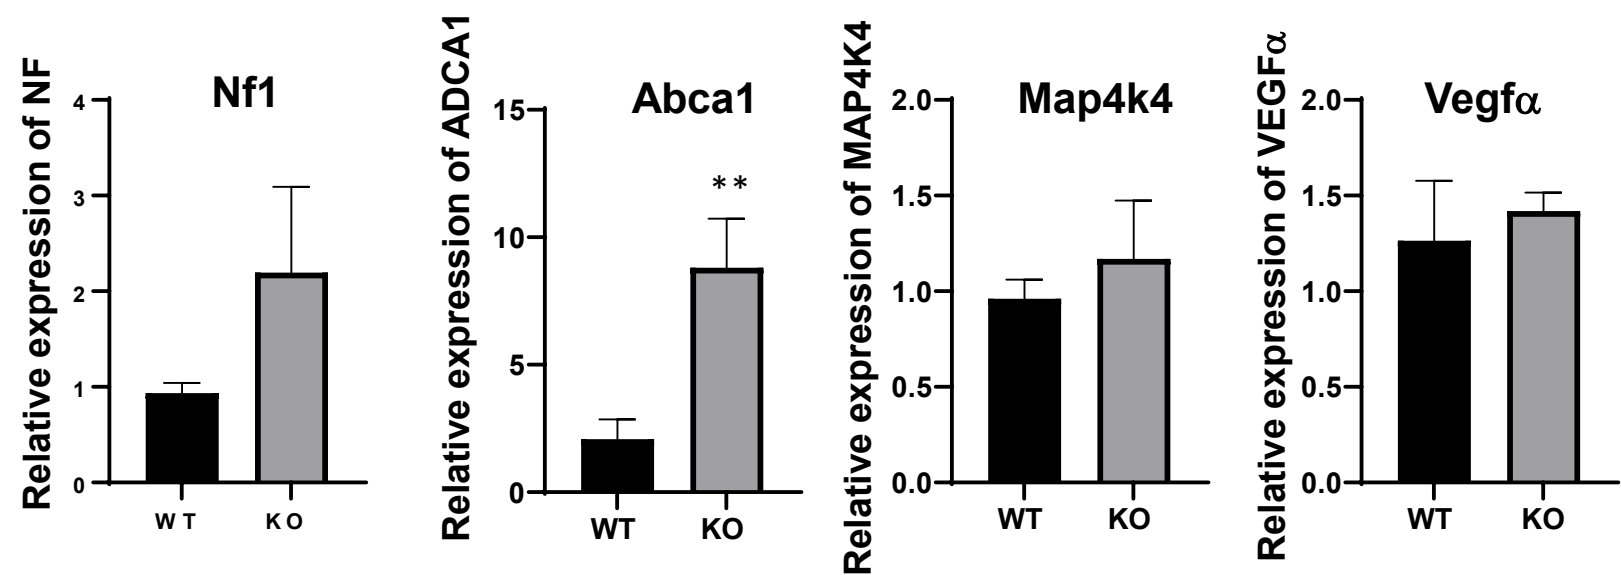 Relative expression of NF
Nf1
4
3
2
1
0
W T
K O
Relative expression of ADCA1
Abca1
15
10
5
0
**
WT
KO
Relative expression of MAP4K4
Map4k4
2.0
1.5
1.0
0.5
0.0
WT
KO
Relative expression of VEGFα
Vegfα
2.0
1.5
1.0
0.5
0.0
WT
KO